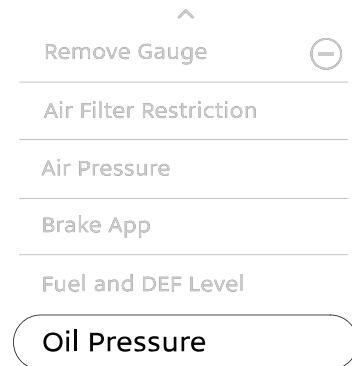 Remove Gauge
Air Filter Restriction
Air Pressure
Brake App
Fuel and DEF Level
Oil Pressure